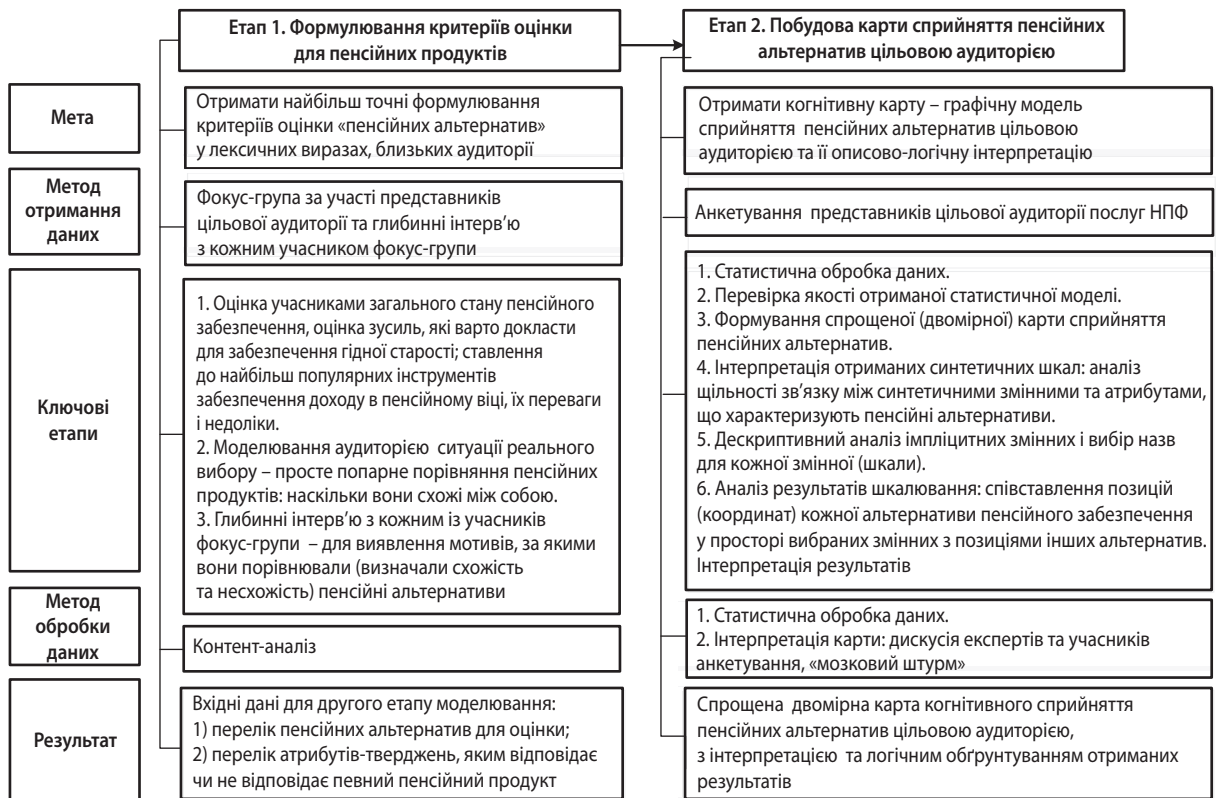 Етап 1. Формулювання критеріїв оцінки
для пенсійних продуктів
Етап 2. Побудова карти сприйняття пенсійних
альтернатив цільовою аудиторією
Мета
Отримати найбільш точні формулювання
критеріїв оцінки «пенсійних альтернатив»
у лексичних виразах, близьких аудиторії
Отримати когнітивну карту – графічну модель
сприйняття пенсійних альтернатив цільовою
аудиторією та її описово-логічну інтерпретацію
Метод
отримання
даних
Фокус-група за участі представників
цільової аудиторії та глибинні інтерв’ю
з кожним учасником фокус-групи
Анкетування представників цільової аудиторії послуг НПФ
Ключові
етапи
1. Оцінка учасниками загального стану пенсійного
забезпечення, оцінка зусиль, які варто докласти
для забезпечення гідної старості; ставлення
до найбільш популярних інструментів
забезпечення доходу в пенсійному віці, їх переваги
і недоліки.
2. Моделювання аудиторією ситуації реального
вибору – просте попарне порівняння пенсійних
продуктів: наскільки вони схожі між собою.
3. Глибинні інтерв’ю з кожним із учасників
фокус-групи – для виявлення мотивів, за якими
вони порівнювали (визначали схожість
та несхожість) пенсійні альтернативи
1. Статистична обробка даних.
2. Перевірка якості отриманої статистичної моделі.
3. Формування спрощеної (двомірної) карти сприйняття
пенсійних альтернатив.
4. Інтерпретація отриманих синтетичних шкал: аналіз
щільності зв’язку між синтетичними змінними та атрибутами,
що характеризують пенсійні альтернативи.
5. Дескриптивний аналіз імпліцитних змінних і вибір назв
для кожної змінної (шкали).
6. Аналіз результатів шкалювання: співставлення позицій
(координат) кожної альтернативи пенсійного забезпечення
у просторі вибраних змінних з позиціями інших альтернатив.
Інтерпретація результатів
Метод
обробки
даних
Контент-аналіз
1. Статистична обробка даних.
2. Інтерпретація карти: дискусія експертів та учасників
анкетування, «мозковий штурм»
Результат
Вхідні дані для другого етапу моделювання:
1) перелік пенсійних альтернатив для оцінки;
2) перелік атрибутів-тверджень, яким відповідає
чи не відповідає певний пенсійний продукт
Спрощена двомірна карта когнітивного сприйняття
пенсійних альтернатив цільовою аудиторією,
з інтерпретацією та логічним обґрунтуванням отриманих
результатів